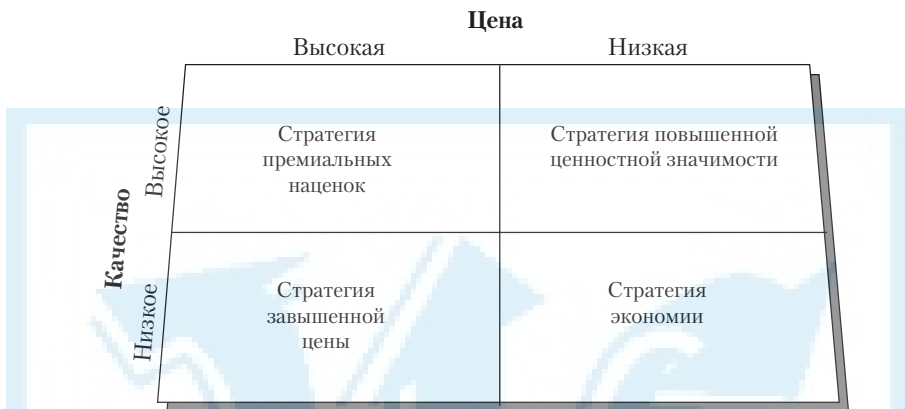 Цена
Высокая
Низкая
Качество
Высокое
Стратегия
премиальных
наценок
Стратегия повышенной
ценностной значимости
Низкое
Стратегия
завышенной
цены
Стратегия
экономии